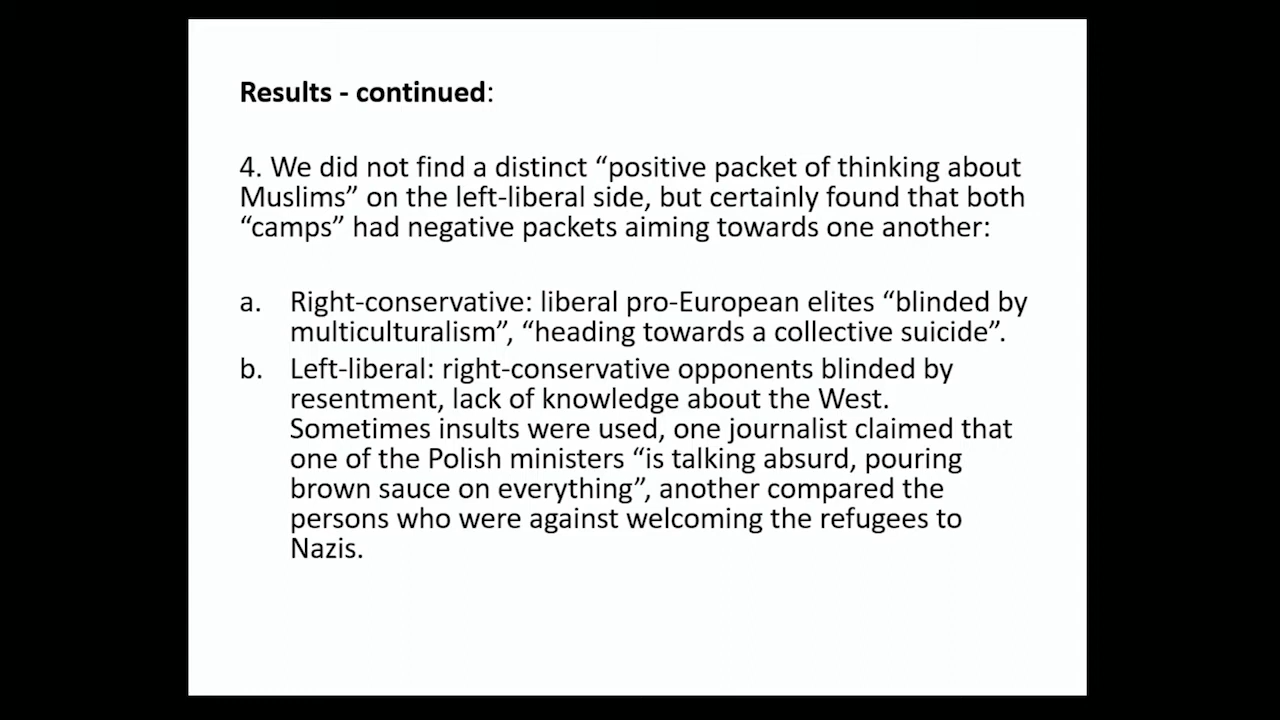 Results - continued:
4. We did not find a distinct “positive packet of thinking about
Muslims” on the left-liberal side, but certainly found that both
“camps” had negative packets aiming towards one another:
a. Right-conservative: liberal pro-European elites “blinded by
multiculturalism”, “heading towards a collective suicide”.
b. Left-liberal: right-conservative opponents blinded by
resentment, lack of knowledge about the West.
Sometimes insults were used, one journalist claimed that
one of the Polish ministers “is talking absurd, pouring
brown sauce on everything”, another compared the
persons who were against welcoming the refugees to
Nazis.